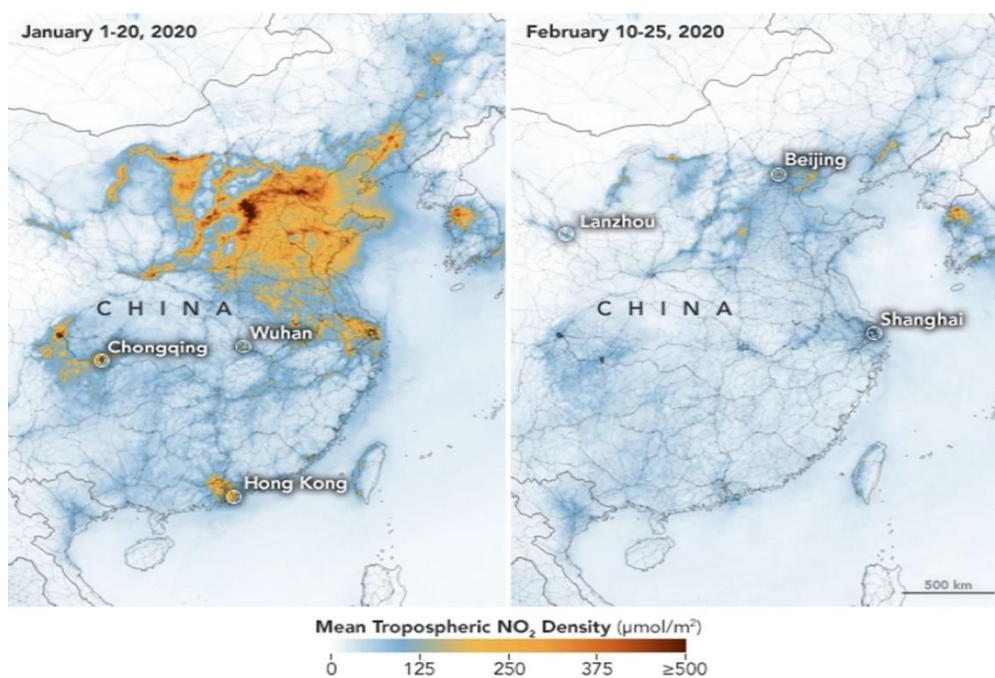 January 1-20, 2020
February 10-25, 2020
Beijing
Lanzhou
CHINA
CHINA
Wuhan
Shanghai
Chongqing
Hong Kong
500 km
Mean Tropospheric NO₂ Density (µmol/m²)
0 125 250 375 ≥500